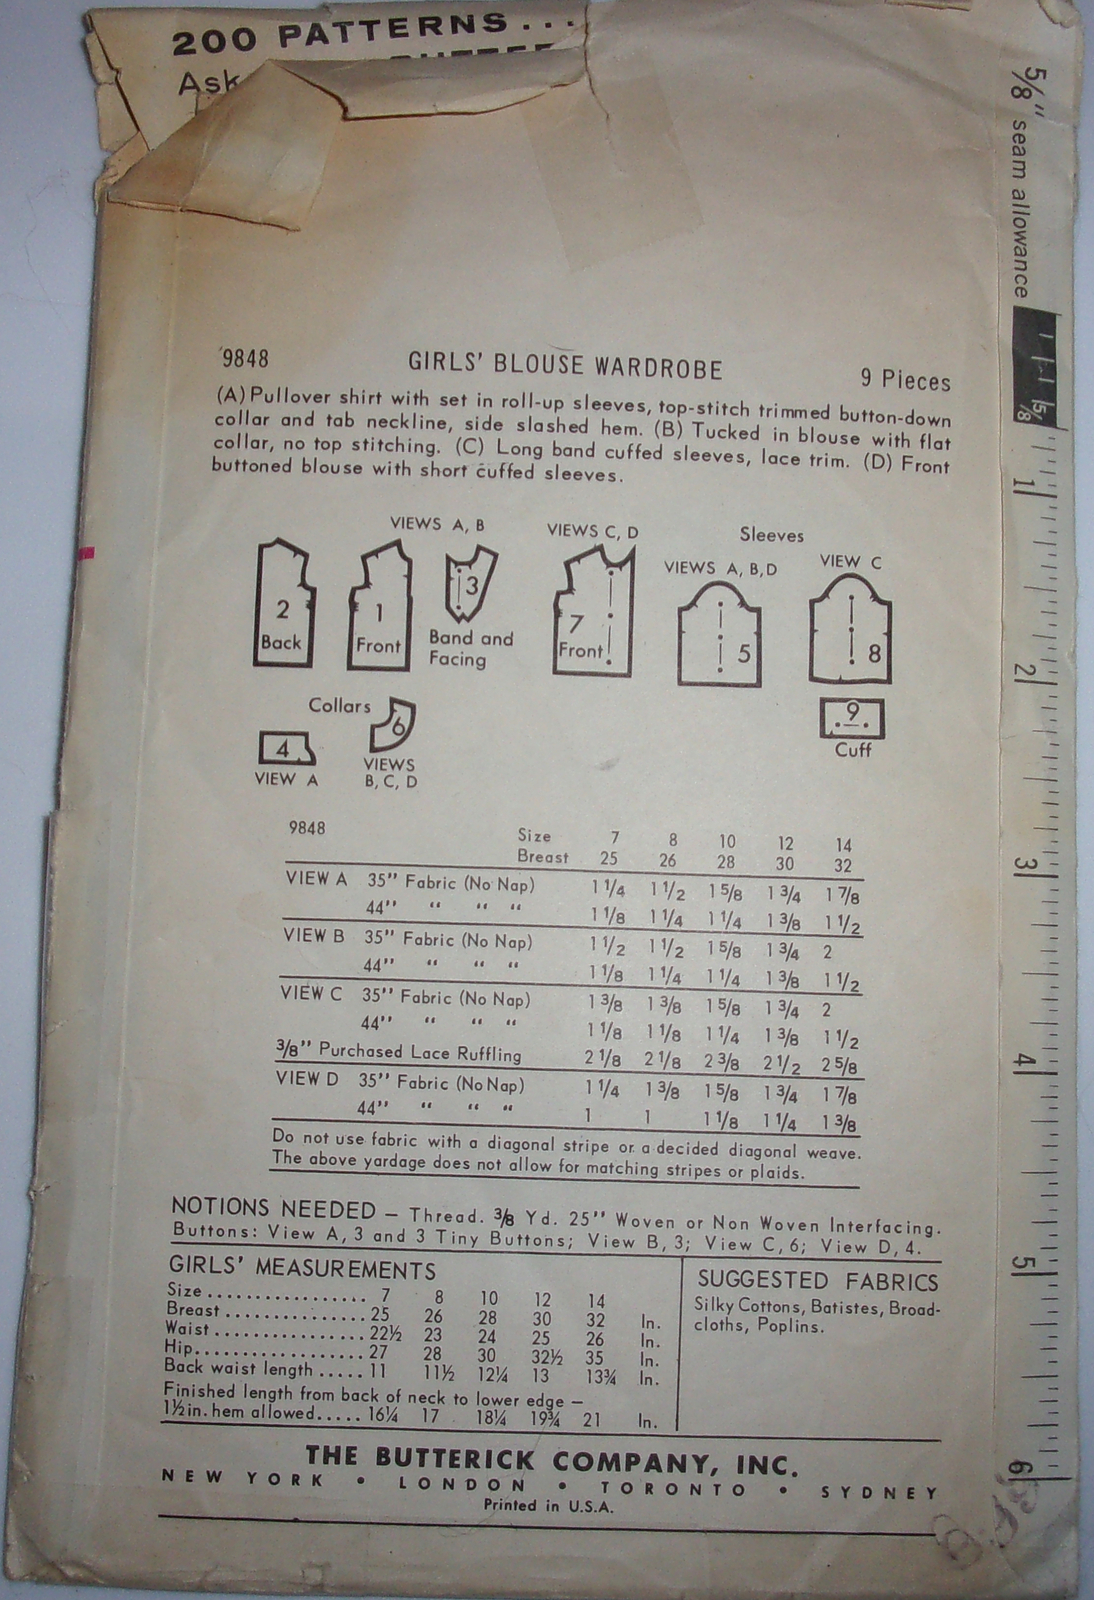 200 PATTERNS...
Ask
9848 GIRLS' BLOUSE WARDROBE 9 Pieces
(A) Pullover shirt with set in roll-up sleeves, top-stitch trimmed button-down
collar and tab neckline, side slashed hem. (B) Tucked in blouse with flat
collar, no top stitching. (C) Long band cuffed sleeves, lace trim. (D) Front
buttoned blouse with short cuffed sleeves.
VIEWS A, B
VIEWS C, D
Sleeves
VIEWS A, B, D
VIEW C
2
Back
1
Front
3
Band and
Facing
7
Front
5
8
Collars
4
VIEW A
6
VIEWS
B, C, D
9
Cuff
9848 Size 7 8 10 12 14
Breast 25 26 28 30 32
VIEW A 35" Fabric (No Nap) 1 1/4 1 1/2 1 5/8 1 3/4 1 7/8
44" " " " 1 1/8 1 1/4 1 1/4 1 3/8 1 1/2
VIEW B 35" Fabric (No Nap) 1 1/2 1 1/2 1 5/8 1 3/4 2
44" " " " 1 1/8 1 1/4 1 1/4 1 3/8 1 1/2
VIEW C 35" Fabric (No Nap) 1 3/8 1 3/8 1 5/8 1 3/4 2
44" " " " 1 1/8 1 1/8 1 1/4 1 3/8 1 1/2
3/8" Purchased Lace Ruffling 2 1/8 2 1/8 2 3/8 2 1/2 2 5/8
VIEW D 35" Fabric (No Nap) 1 1/4 1 3/8 1 5/8 1 3/4 1 7/8
44" " " " 1 1 1 1/8 1 1/4 1 3/8
Do not use fabric with a diagonal stripe or a decided diagonal weave.
The above yardage does not allow for matching stripes or plaids.
NOTIONS NEEDED — Thread. 3/8 Yd. 25" Woven or Non Woven Interfacing.
Buttons: View A, 3 and 3 Tiny Buttons; View B, 3; View C, 6; View D, 4.
GIRLS' MEASUREMENTS
Size ................. 7 8 10 12 14
Breast ............... 25 26 28 30 32 In.
Waist ................ 22½ 23 24 25 26 In.
Hip................... 27 28 30 32½ 35 In.
Back waist length ..... 11 11½ 12¼ 13 13¾ In.
Finished length from back of neck to lower edge —
1½ in. hem allowed..... 16¼ 17 18¼ 19¾ 21 In.
SUGGESTED FABRICS
Silky Cottons, Batistes, Broad-
cloths, Poplins.
THE BUTTERICK COMPANY, INC.
NEW YORK • LONDON • TORONTO • SYDNEY
Printed in U.S.A.
5/8" seam allowance
5/8
1
2
3
4
5
6